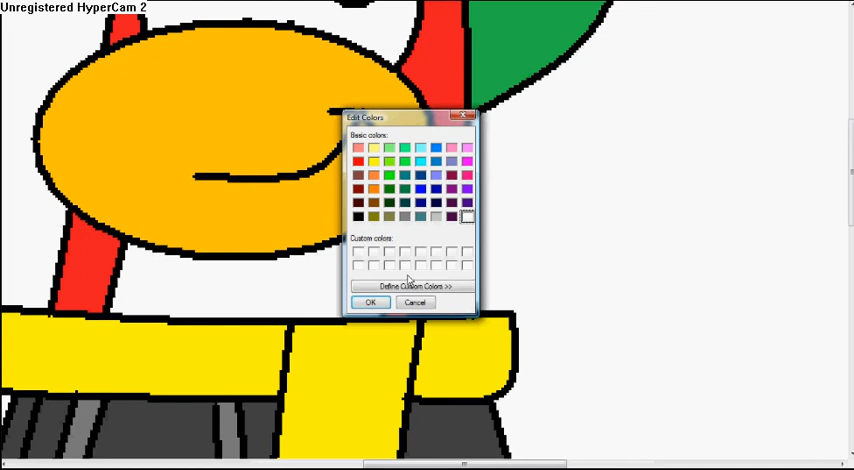 Unregistered HyperCam 2
Edit Colors
Basic colors:
Custom colors:
Define Custom Colors >>
OK
Cancel